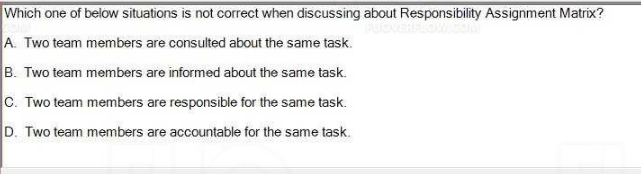 Which one of below situations is not correct when discussing about Responsibility Assignment Matrix?
A. Two team members are consulted about the same task.
B. Two team members are informed about the same task.
C. Two team members are responsible for the same task.
D. Two team members are accountable for the same task.